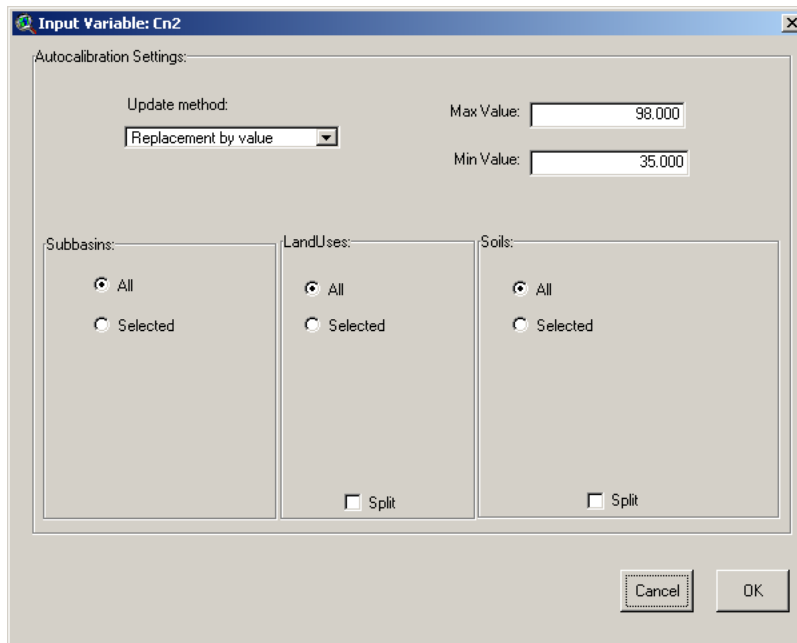 Input Variable: Cn2
Autocalibration Settings:
Update method:
Replacement by value
Max Value: 98.000
Min Value: 35.000
Subbasins:
All
Selected
LandUses:
All
Selected
Split
Soils:
All
Selected
Split
Cancel
OK